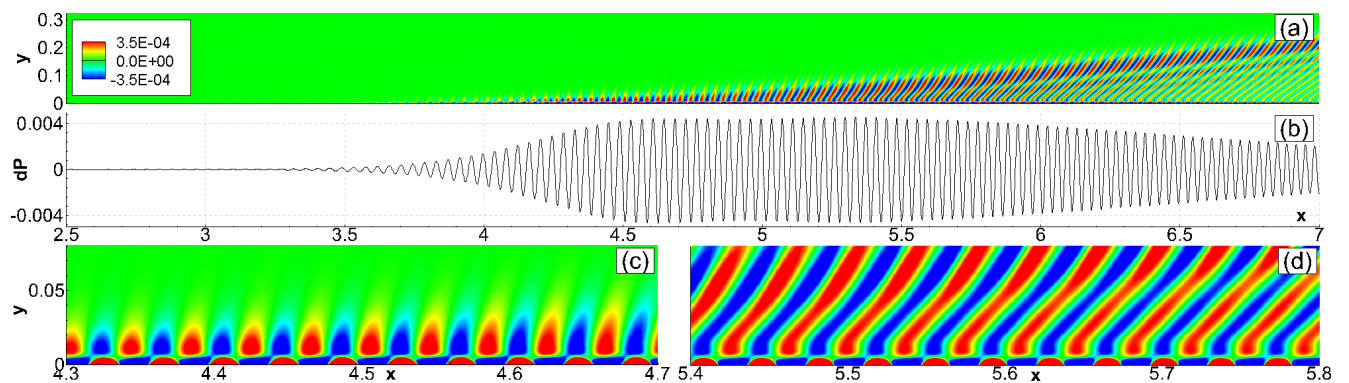 0.3
(a)
3.5E-04
0.0E+00
-3.5E-04
0.2
y
0.1
0
0.004
(b)
dP
0
-0.004
x
2.5 3 3.5 4 4.5 5 5.5 6 6.5 7
(c) (d)
y
0.05
0
4.3 4.4 4.5 x 4.6 4.7 5.4 5.5 5.6 x 5.7 5.8